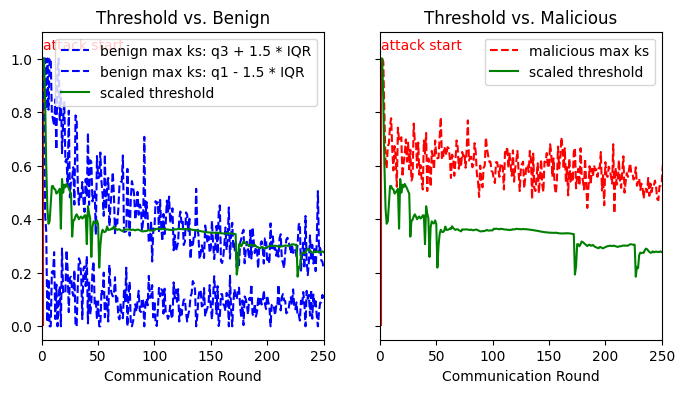 Threshold vs. Benign
attack start
benign max ks: q3 + 1.5 * IQR
benign max ks: q1 - 1.5 * IQR
scaled threshold
1.0
0.8
0.6
0.4
0.2
0.0
0 50 100 150 200 250
Communication Round
Threshold vs. Malicious
attack start
malicious max ks
scaled threshold
0 50 100 150 200 250
Communication Round